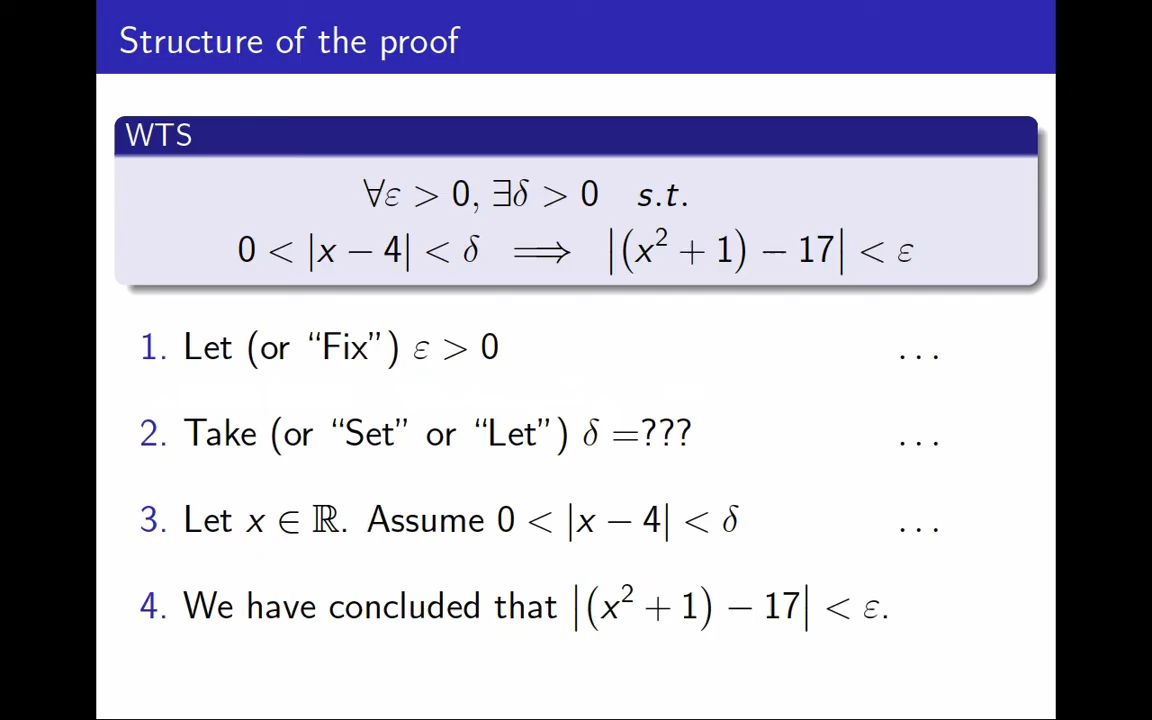 Structure of the proof
WTS
∀ε > 0, ∃δ > 0 s.t.
0 < |x − 4| < δ ⟹ |(x² + 1) − 17| < ε
1. Let (or “Fix”) ε > 0 ...
2. Take (or “Set” or “Let”) δ =??? ...
3. Let x ∈ ℝ. Assume 0 < |x − 4| < δ ...
4. We have concluded that |(x² + 1) − 17| < ε.